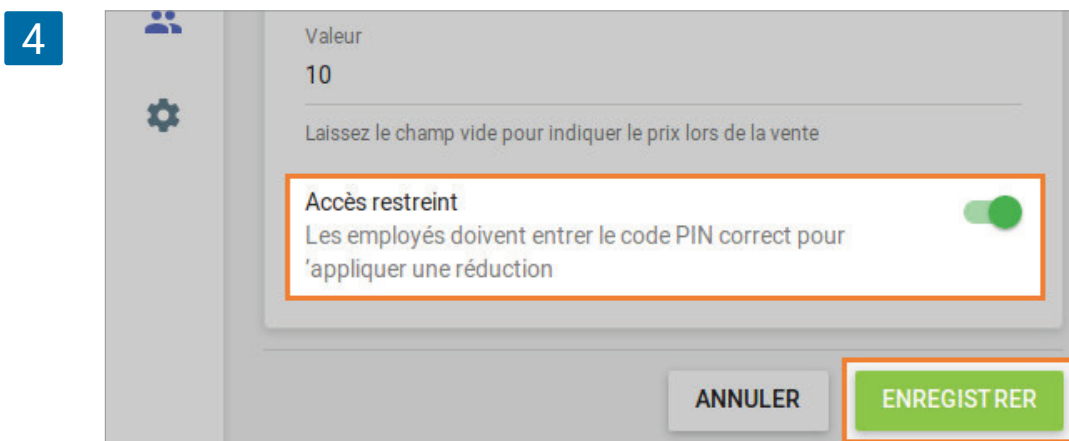 4
Valeur
10
Laissez le champ vide pour indiquer le prix lors de la vente
Accès restreint
Les employés doivent entrer le code PIN correct pour
'appliquer une réduction
ANNULER
ENREGISTRER